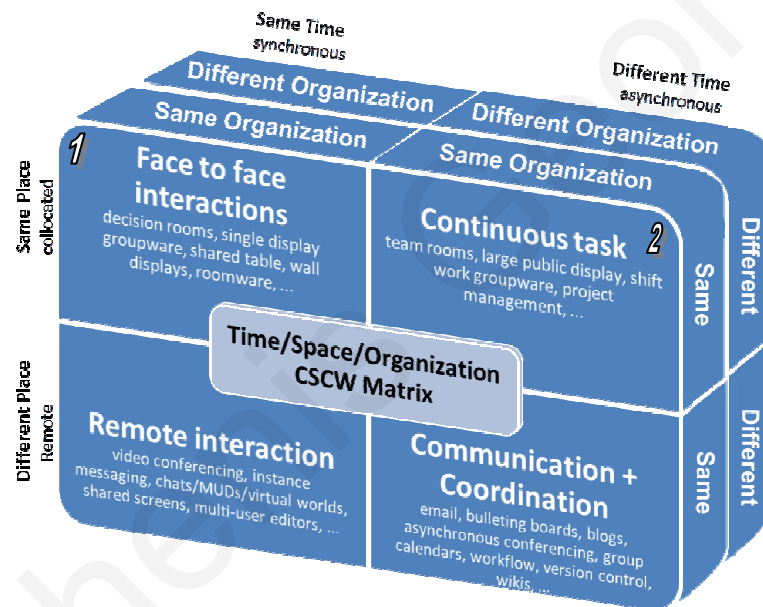 Same Time
synchronous
Different Time
asynchronous
Different Organization
Different Organization
Same Organization
Same Organization
Same Place
collocated
Different Place
Remote
1
Face to face
interactions
decision rooms, single display
groupware, shared table, wall
displays, roomware, ...
2
Continuous task
team rooms, large public display, shift
work groupware, project
management, ...
Same
Different
Time/Space/Organization
CSCW Matrix
Remote interaction
video conferencing, instance
messaging, chats/MUDs/virtual worlds,
shared screens, multi-user editors, ...
Communication +
Coordination
email, bulleting boards, blogs,
asynchronous conferencing, group
calendars, workflow, version control,
wikis, ...
Same
Different